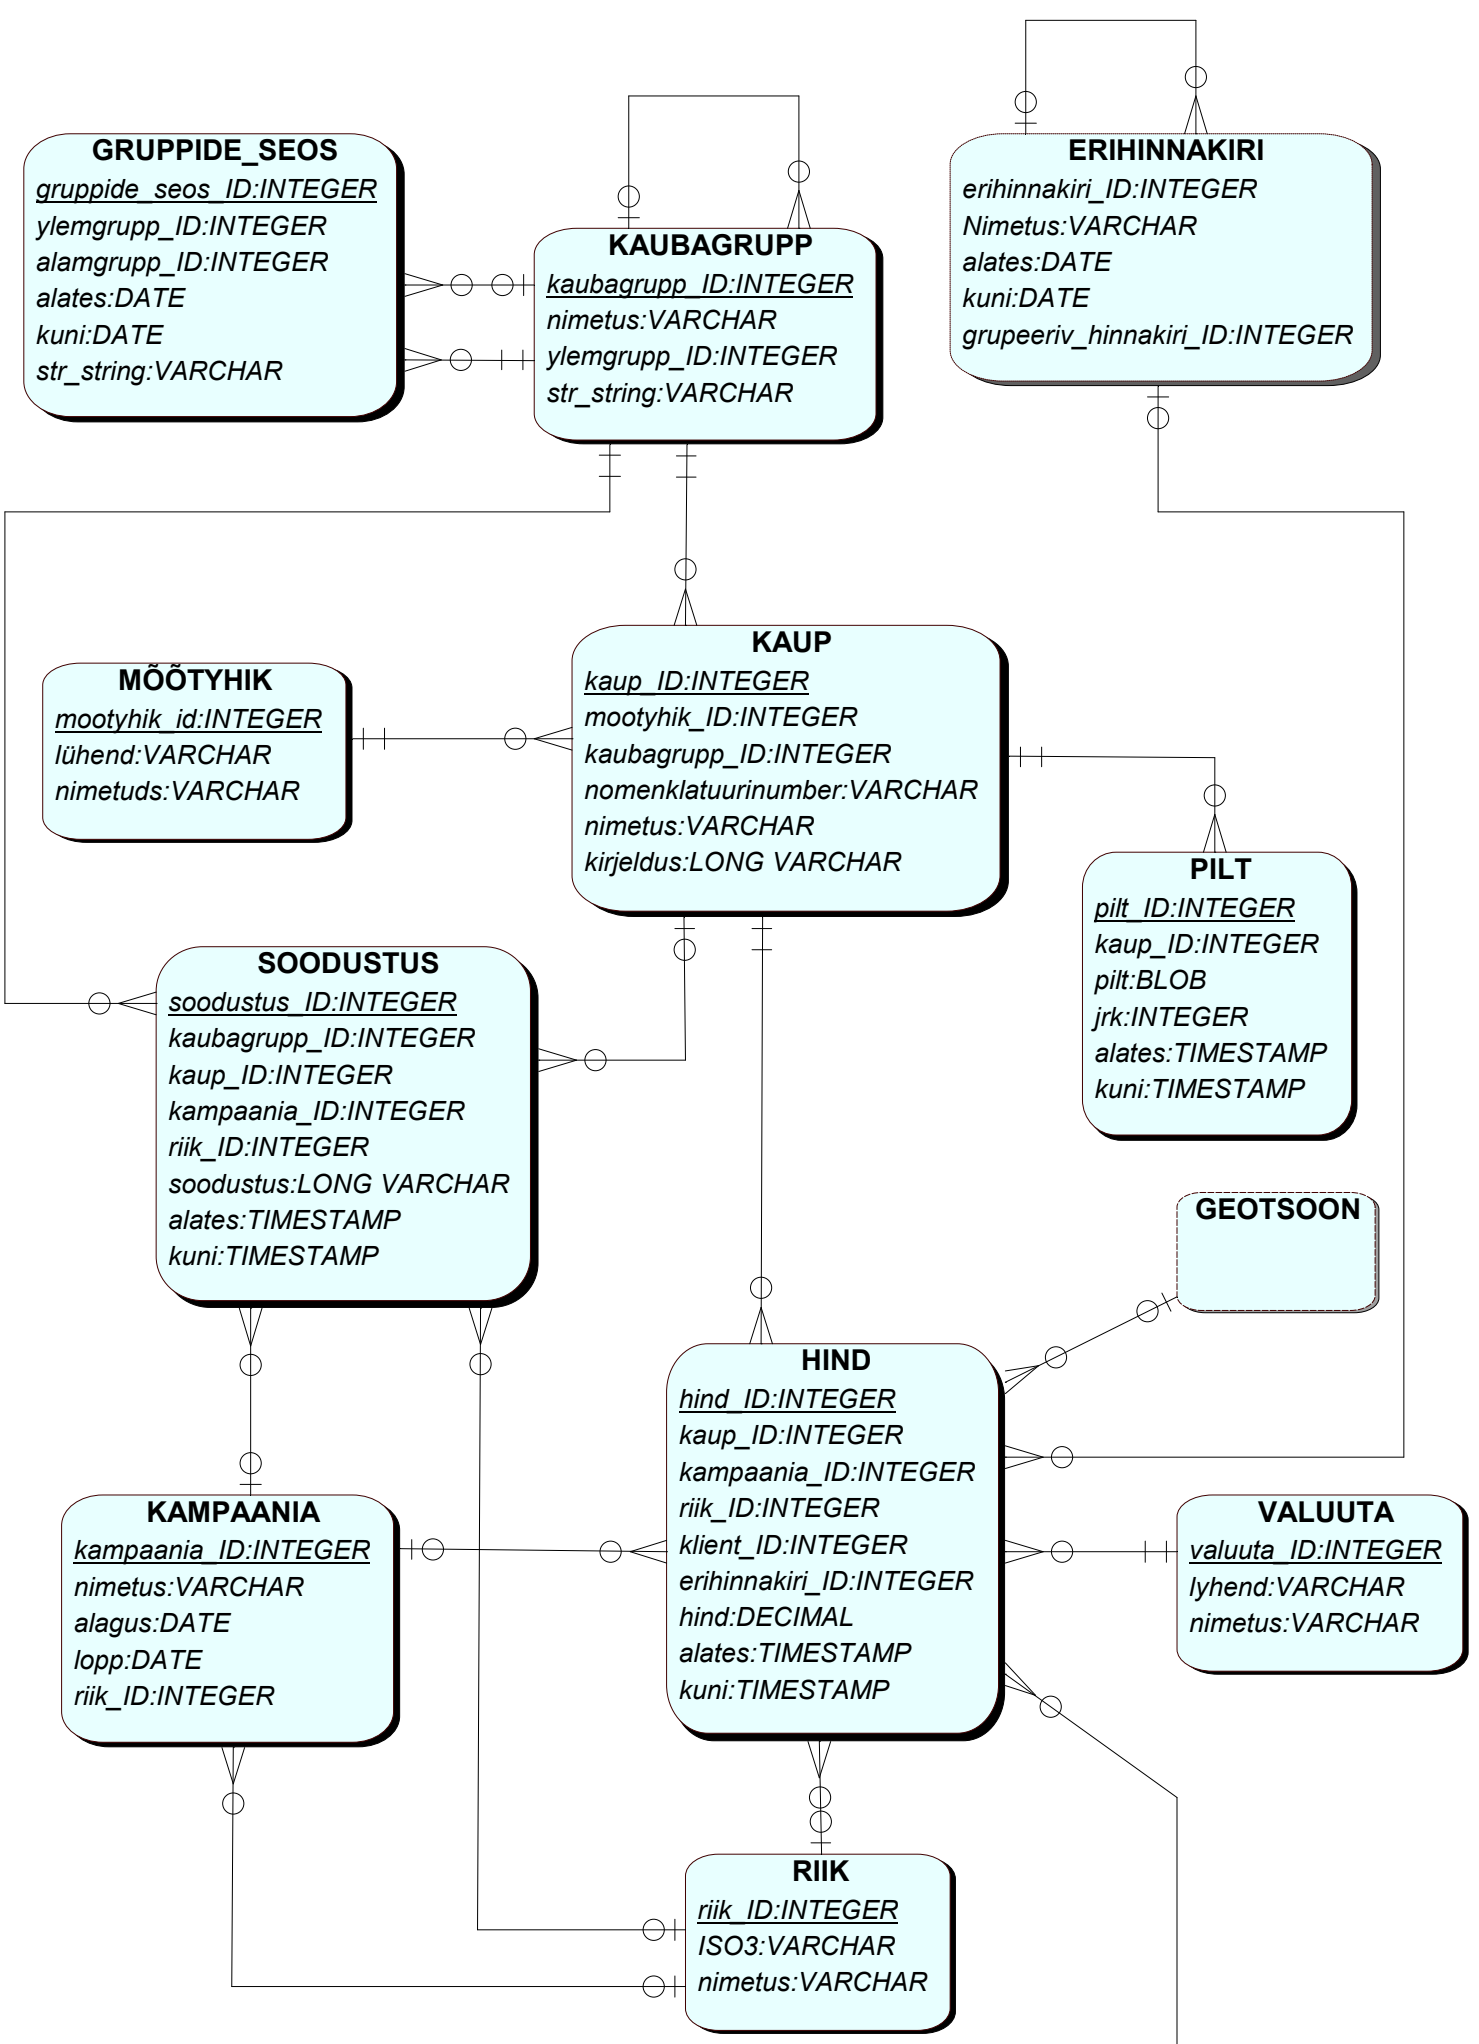 GRUPPIDE_SEOS
gruppide_seos_ID:INTEGER
ylemgrupp_ID:INTEGER
alamgrupp_ID:INTEGER
alates:DATE
kuni:DATE
str_string:VARCHAR
KAUBAGRUPP
kaubagrupp_ID:INTEGER
nimetus:VARCHAR
ylemgrupp_ID:INTEGER
str_string:VARCHAR
ERIHINNAKIRI
erihinnakiri_ID:INTEGER
Nimetus:VARCHAR
alates:DATE
kuni:DATE
grupeeriv_hinnakiri_ID:INTEGER
MÕÕTYHIK
mootyhik_id:INTEGER
lühend:VARCHAR
nimetuds:VARCHAR
KAUP
kaup_ID:INTEGER
mootyhik_ID:INTEGER
kaubagrupp_ID:INTEGER
nomenklatuurinumber:VARCHAR
nimetus:VARCHAR
kirjeldus:LONG VARCHAR
PILT
pilt_ID:INTEGER
kaup_ID:INTEGER
pilt:BLOB
jrk:INTEGER
alates:TIMESTAMP
kuni:TIMESTAMP
SOODUSTUS
soodustus_ID:INTEGER
kaubagrupp_ID:INTEGER
kaup_ID:INTEGER
kampaania_ID:INTEGER
riik_ID:INTEGER
soodustus:LONG VARCHAR
alates:TIMESTAMP
kuni:TIMESTAMP
GEOTSOON
HIND
hind_ID:INTEGER
kaup_ID:INTEGER
kampaania_ID:INTEGER
riik_ID:INTEGER
klient_ID:INTEGER
erihinnakiri_ID:INTEGER
hind:DECIMAL
alates:TIMESTAMP
kuni:TIMESTAMP
KAMPAANIA
kampaania_ID:INTEGER
nimetus:VARCHAR
alagus:DATE
lopp:DATE
riik_ID:INTEGER
VALUUTA
valuuta_ID:INTEGER
lyhend:VARCHAR
nimetus:VARCHAR
RIIK
riik_ID:INTEGER
ISO3:VARCHAR
nimetus:VARCHAR